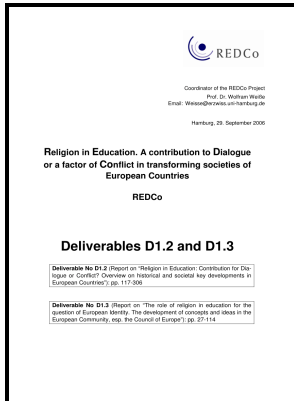 REDCo
Coordinator of the REDCo Project
Prof. Dr. Wolfram Weiße
Email: Weisse@erzwiss.uni-hamburg.de
Hamburg, 29. September 2006
Religion in Education. A contribution to Dialogue
or a factor of Conflict in transforming societies of
European Countries
REDCo
Deliverables D1.2 and D1.3
Deliverable No D1.2 (Report on "Religion in Education: Contribution for Dia-
logue or Conflict? Overview on historical and societal key developments in
European Countries"): pp. 117-306
Deliverable No D1.3 (Report on "The role of religion in education for the
question of European Identity. The development of concepts and ideas in the
European Community, esp. the Council of Europe"): pp. 27-114